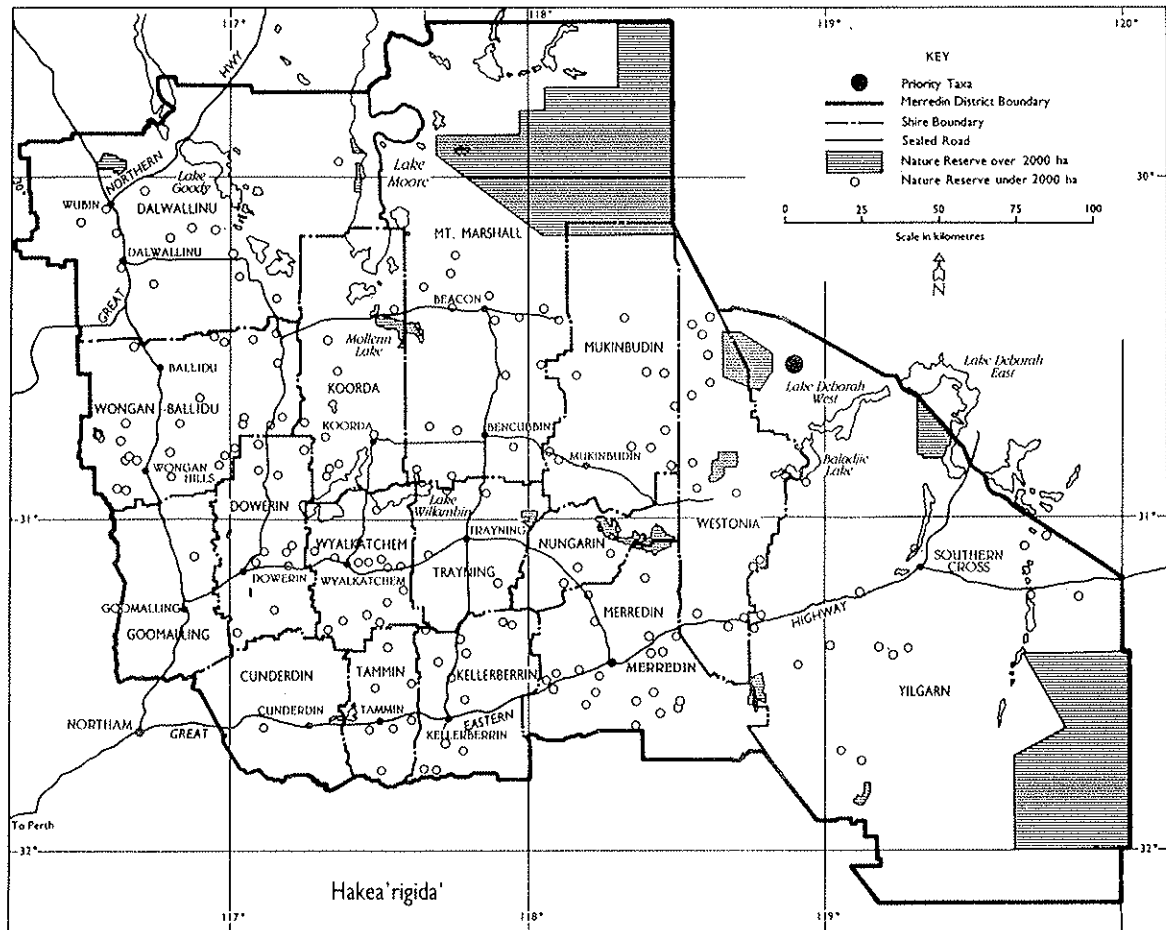 117°
118°
119°
120°
KEY
Priority Taxa
Merredin District Boundary
Shire Boundary
Sealed Road
Nature Reserve over 2000 ha
Nature Reserve under 2000 ha
0 25 50 75 100
Scale in kilometres
N
HWY
NORTHERN
GREAT
Lake
Goody
Lake
Moore
30°
30°
WUBIN
DALWALLINU
DALWALLINU
MT. MARSHALL
BEACON
Mollerin
Lake
MUKINBUDIN
KOORDA
KOORDA
BALLIDU
WONGAN-BALLIDU
WONGAN
HILLS
BENCUBBIN
MUKINBUDIN
Lake Deborah
East
Lake Deborah
West
Baladjie
Lake
DOWERIN
Lake
Wallambin
31°
31°
WYALKATCHEM
TRAYNING
NUNGARIN
WESTONIA
SOUTHERN
CROSS
DOWERIN
WYALKATCHEM
TRAYNING
MERREDIN
GOOMALLING
GOOMALLING
HIGHWAY
CUNDERDIN
TAMMIN
KELLERBERRIN
MERREDIN
YILGARN
NORTHAM
GREAT
CUNDERDIN
TAMMIN
EASTERN
KELLERBERRIN
To Perth
32°
32°
Hakea'rigida'
117°
118°
119°
120°